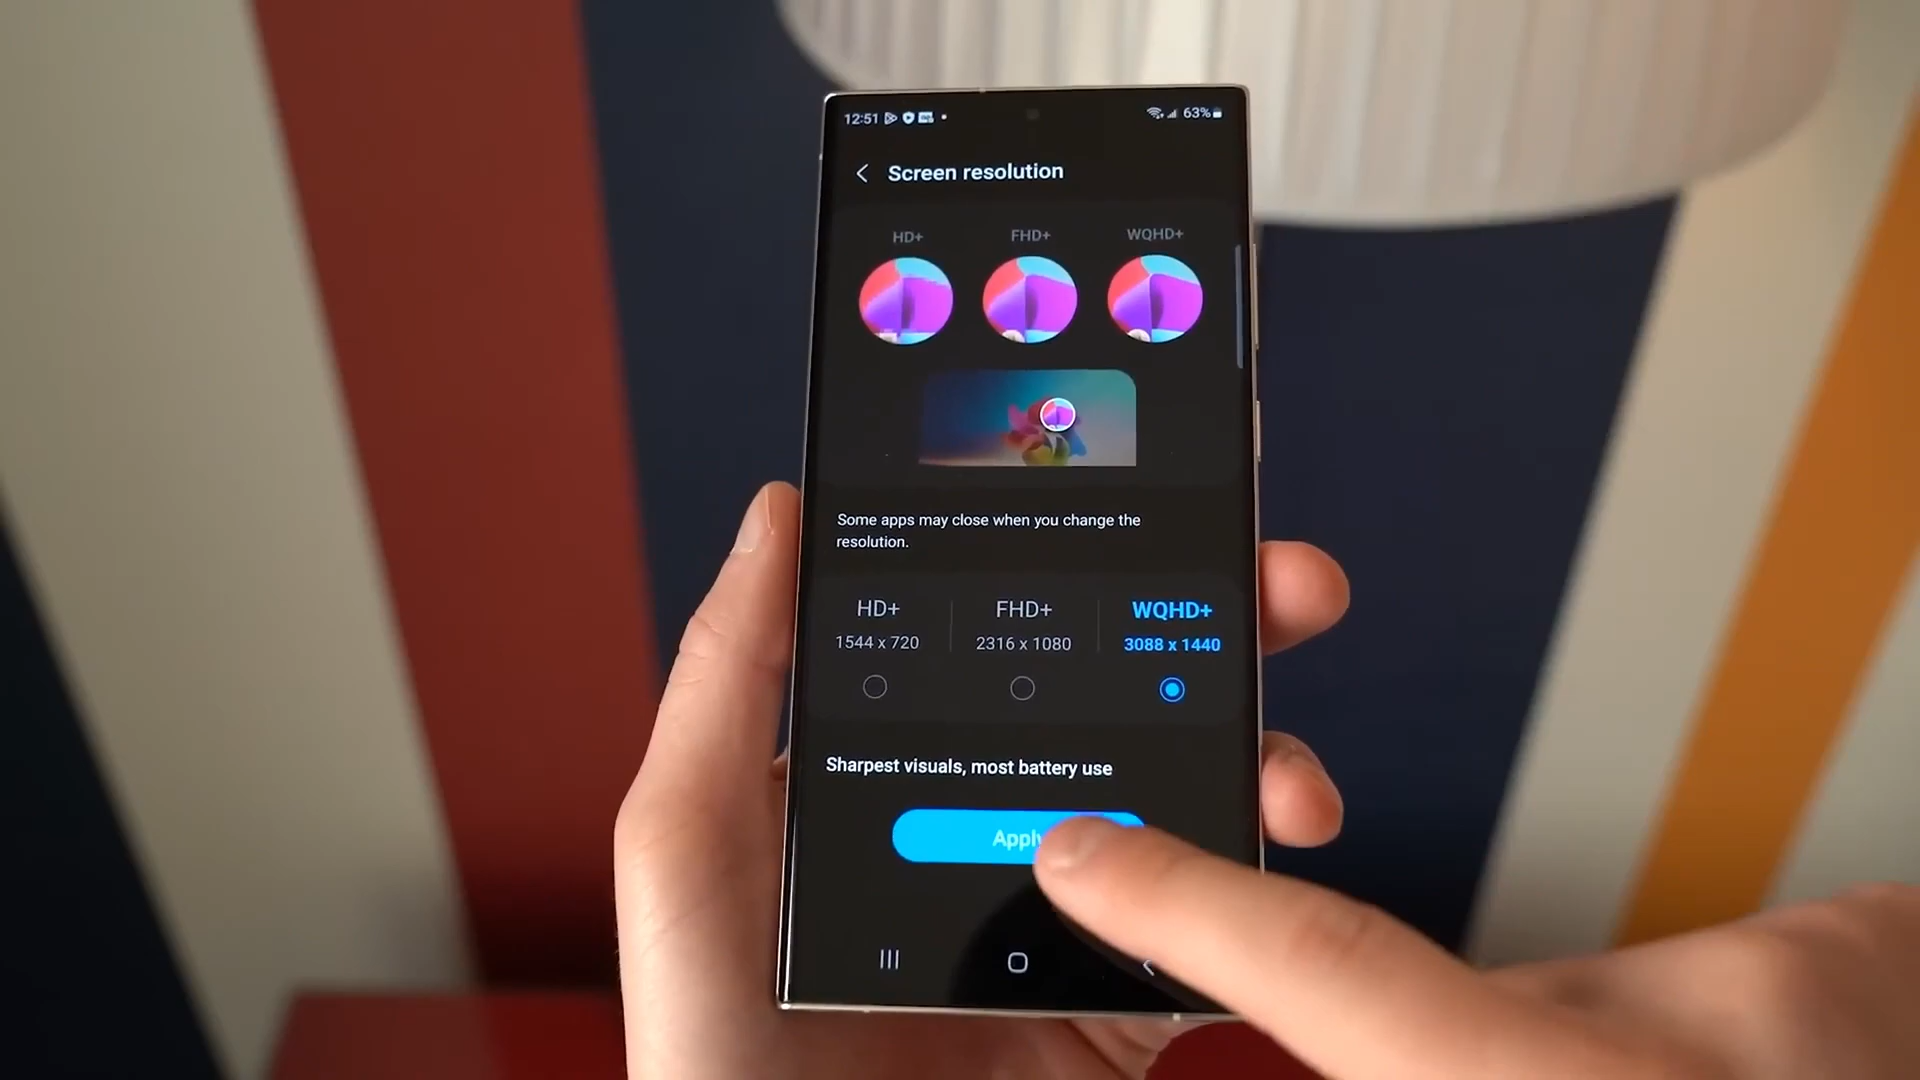 12:51
63%
Screen resolution
HD+ FHD+ WQHD+
Some apps may close when you change the
resolution.
HD+ FHD+ WQHD+
1544 x 720 2316 x 1080 3088 x 1440
Sharpest visuals, most battery use
Apply